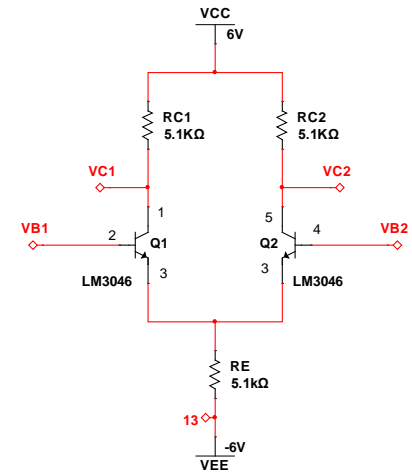 VCC
6V
RC1
5.1KΩ
RC2
5.1KΩ
VC1
VC2
1
5
VB1
2
Q1
Q2
4
VB2
3
3
LM3046
LM3046
RE
5.1kΩ
13
-6V
VEE